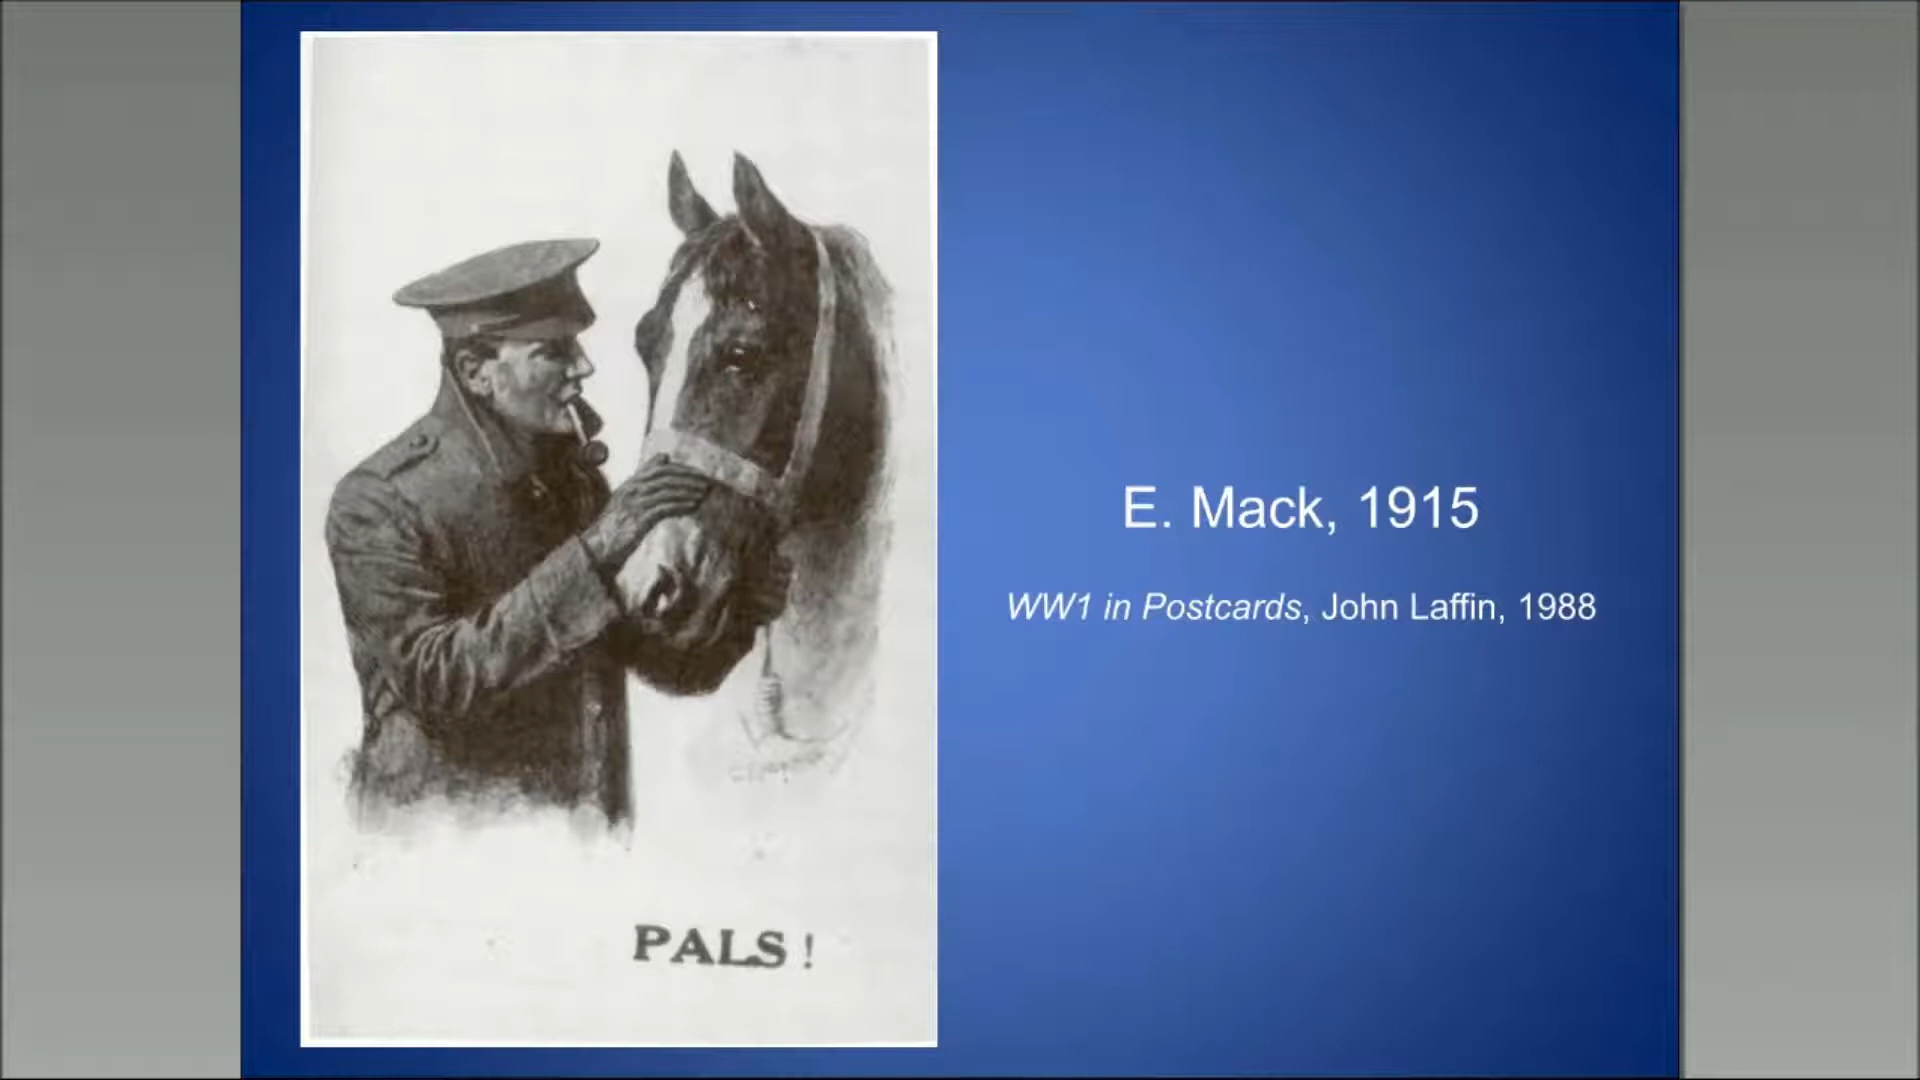 PALS!
E. Mack, 1915
WW1 in Postcards, John Laffin, 1988